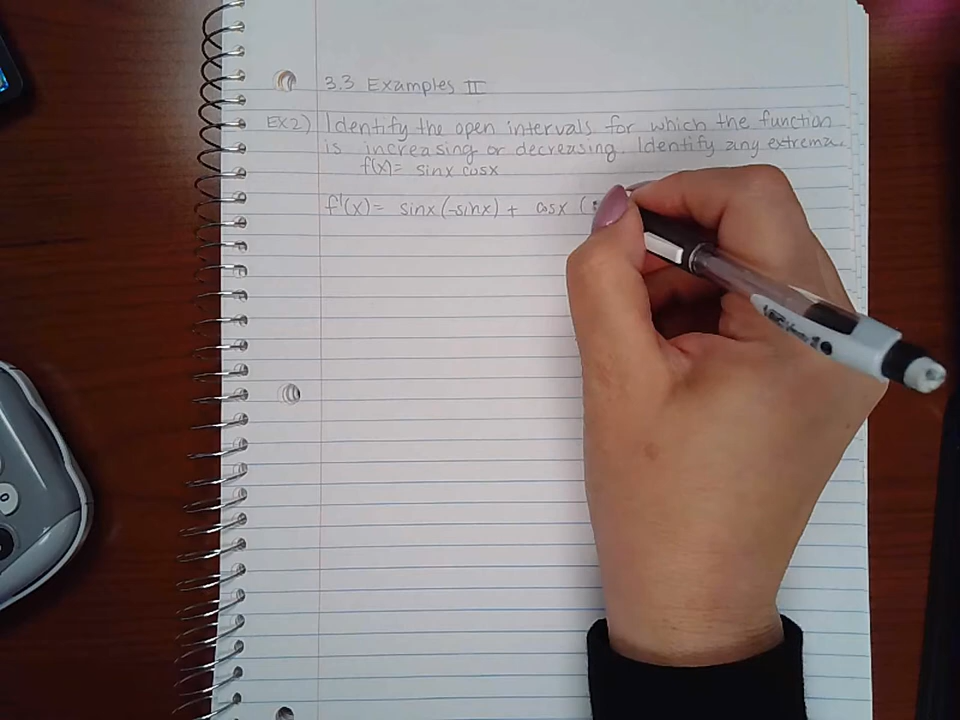 3.3 Examples II
EX2) Identify the open intervals for which the function
is increasing or decreasing. Identify any extrema.
f(x)= sinx cosx
f'(x)= sinx (-sinx) + cosx (
BIC